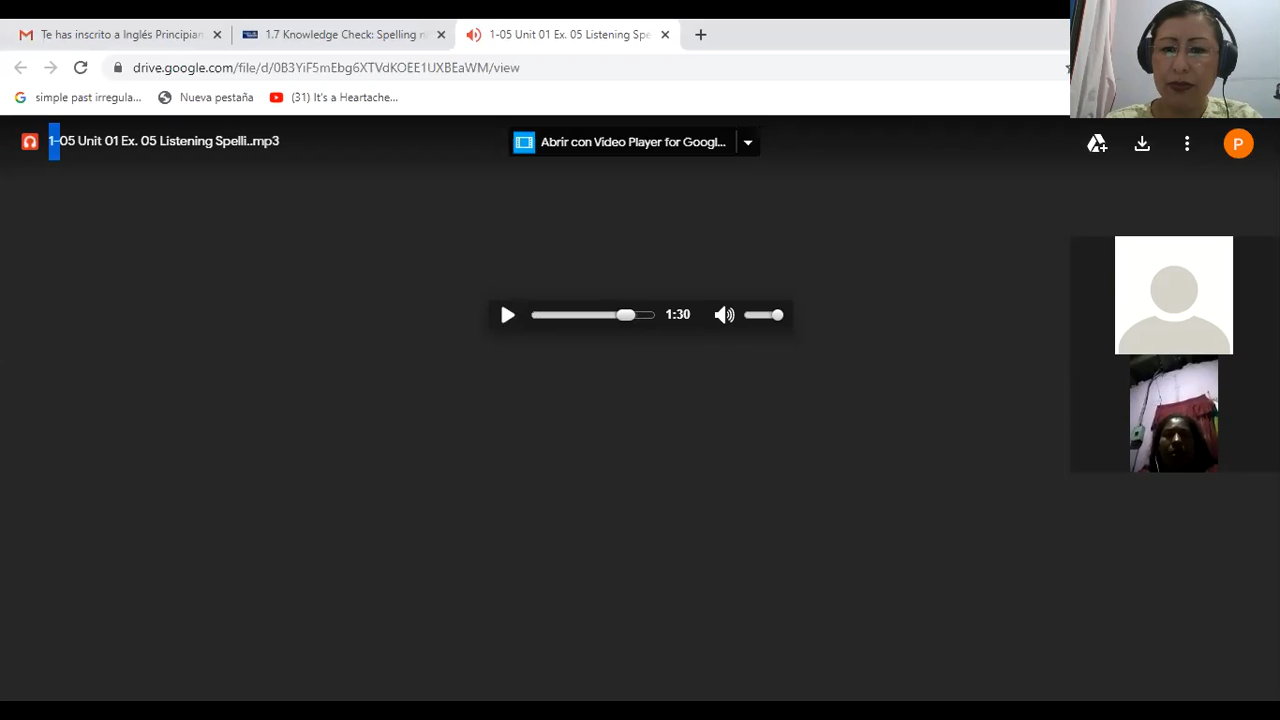 Te has inscrito a Inglés Principian
1.7 Knowledge Check: Spelling n
1-05 Unit 01 Ex. 05 Listening Spe
drive.google.com/file/d/0B3YiF5mEbg6XTVdKOEE1UXBEaWM/view
simple past irregula...
Nueva pestaña
(31) It's a Heartache...
1-05 Unit 01 Ex. 05 Listening Spelli..mp3
Abrir con Video Player for Googl...
P
1:30